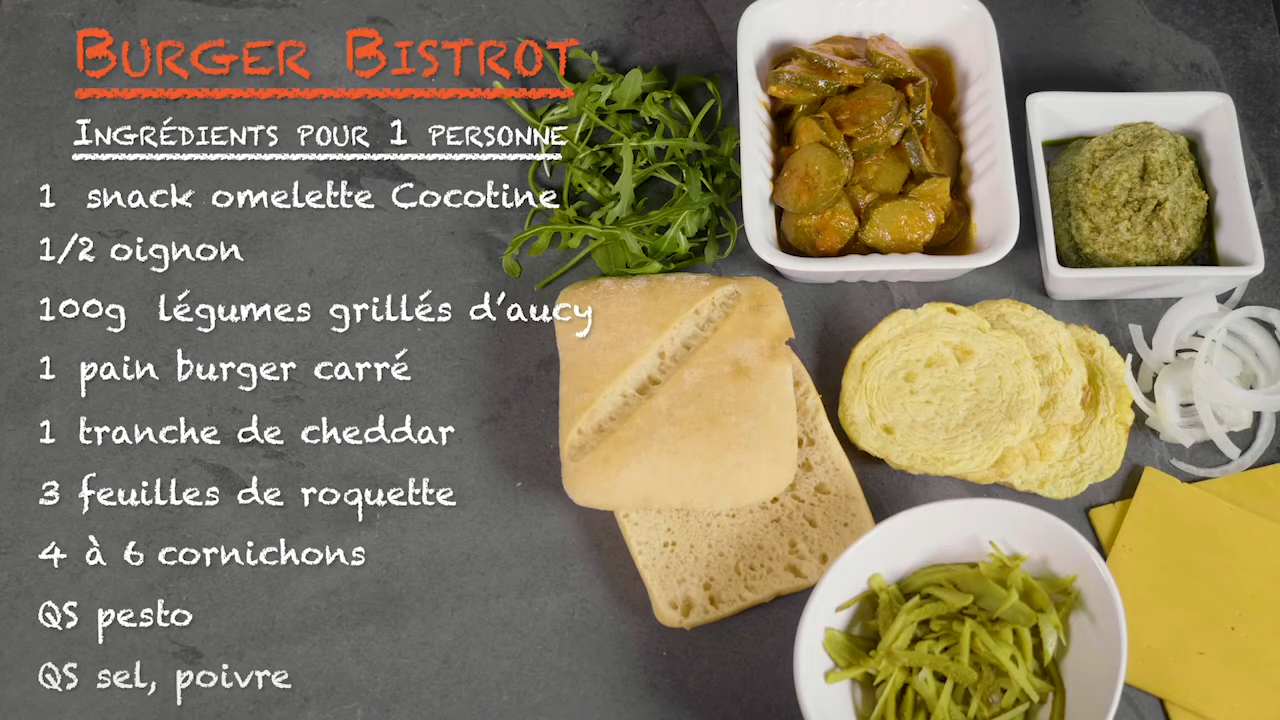 BURGER BISTROT
INGRÉDIENTS POUR 1 PERSONNE
1 snack omelette Cocotine
1/2 oignon
100g légumes grillés d’aucy
1 pain burger carré
1 tranche de cheddar
3 feuilles de roquette
4 à 6 cornichons
QS pesto
QS sel, poivre